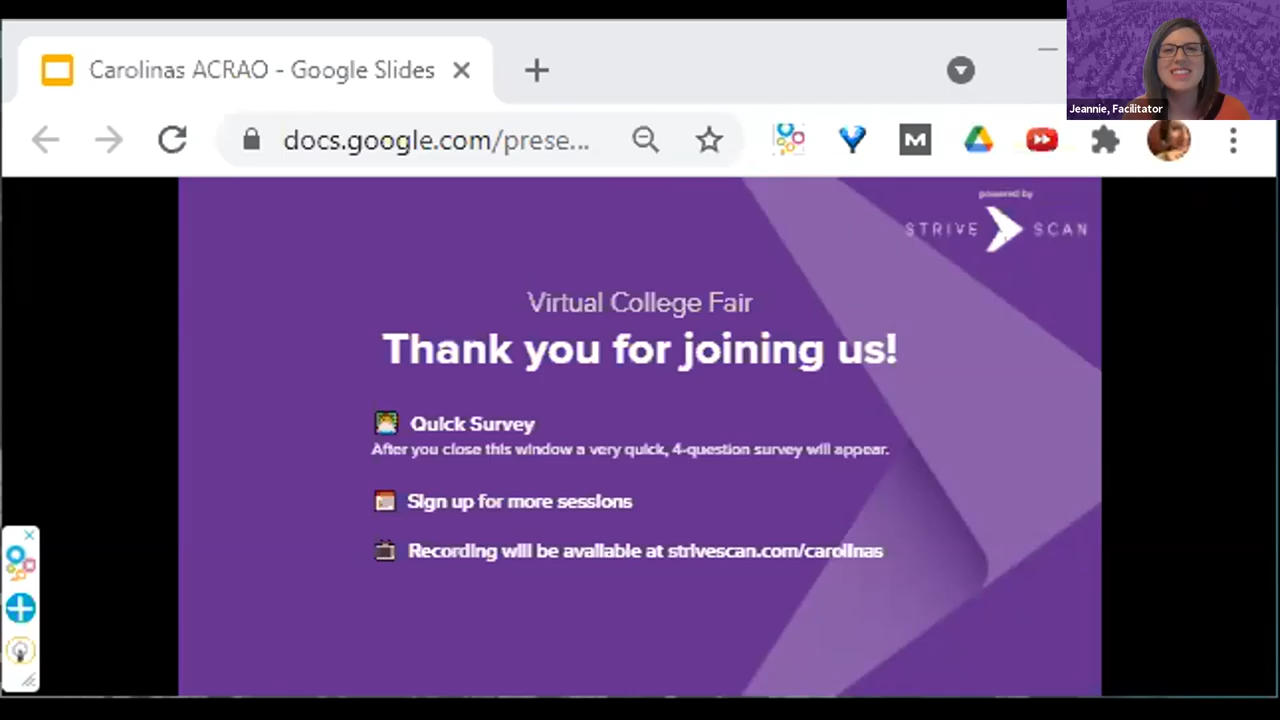 Carolinas ACRAO - Google Slides
Jeannie, Facilitator
docs.google.com/prese...
M
powered by
STRIVE SCAN
Virtual College Fair
Thank you for joining us!
Quick Survey
After you close this window a very quick, 4-question survey will appear.
Sign up for more sessions
Recording will be available at strivescan.com/carolinas